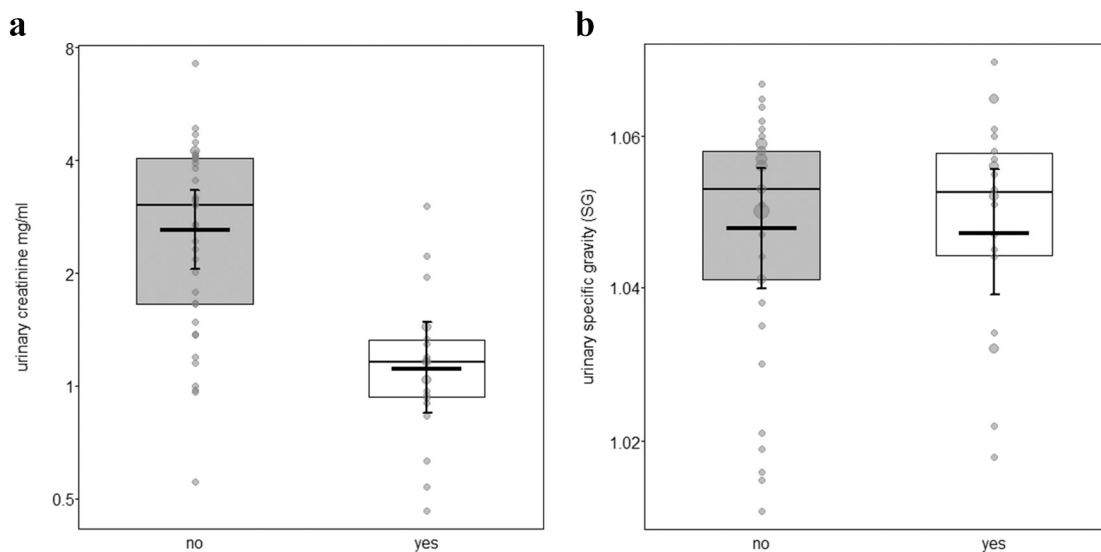 a
8
4
2
1
0.5
urinary creatinine mg/ml
no yes
b
1.06
1.04
1.02
urinary specific gravity (SG)
no yes